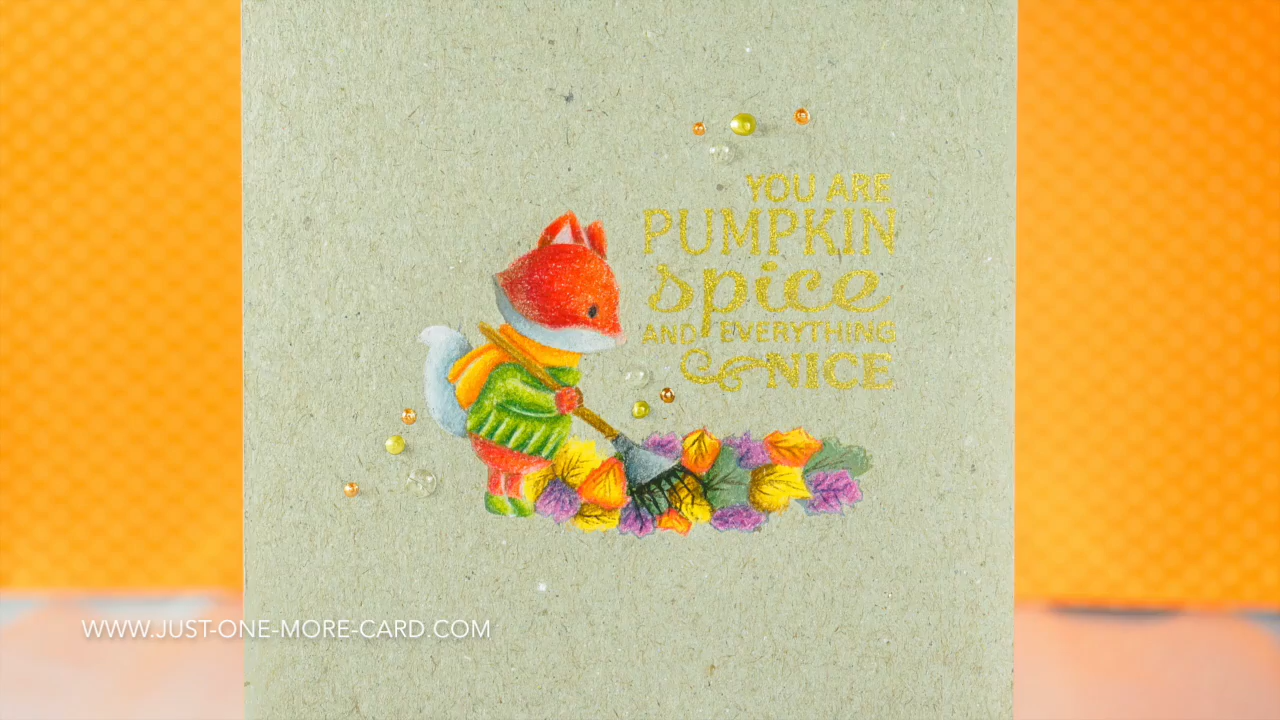 YOU ARE
PUMPKIN
spice
AND EVERYTHING
NICE
WWW.JUST-ONE-MORE-CARD.COM